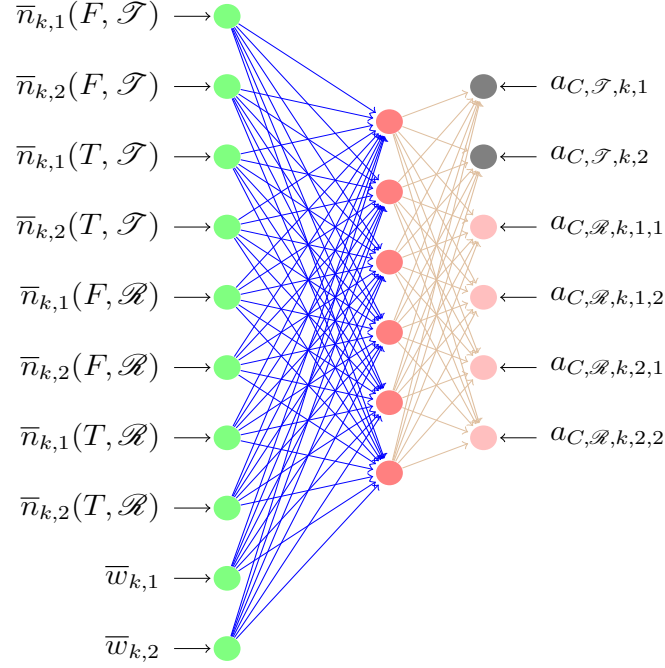 n̅_{k,1}(F, 𝒯)
n̅_{k,2}(F, 𝒯)
n̅_{k,1}(T, 𝒯)
n̅_{k,2}(T, 𝒯)
n̅_{k,1}(F, ℛ)
n̅_{k,2}(F, ℛ)
n̅_{k,1}(T, ℛ)
n̅_{k,2}(T, ℛ)
w̅_{k,1}
w̅_{k,2}
a_{C,𝒯,k,1}
a_{C,𝒯,k,2}
a_{C,ℛ,k,1,1}
a_{C,ℛ,k,1,2}
a_{C,ℛ,k,2,1}
a_{C,ℛ,k,2,2}